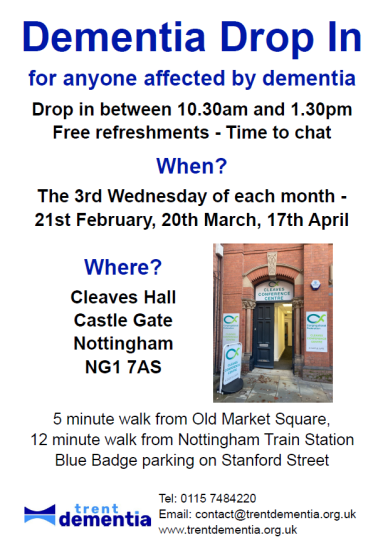 Dementia Drop In
for anyone affected by dementia
Drop in between 10.30am and 1.30pm
Free refreshments - Time to chat
When?
The 3rd Wednesday of each month -
21st February, 20th March, 17th April
Where?
Cleaves Hall
Castle Gate
Nottingham
NG1 7AS
CLEAVES
CONFERENCE
CENTRE
5 minute walk from Old Market Square,
12 minute walk from Nottingham Train Station
Blue Badge parking on Stanford Street
trent
dementia
Tel: 0115 7484220
Email: contact@trentdementia.org.uk
www.trentdementia.org.uk